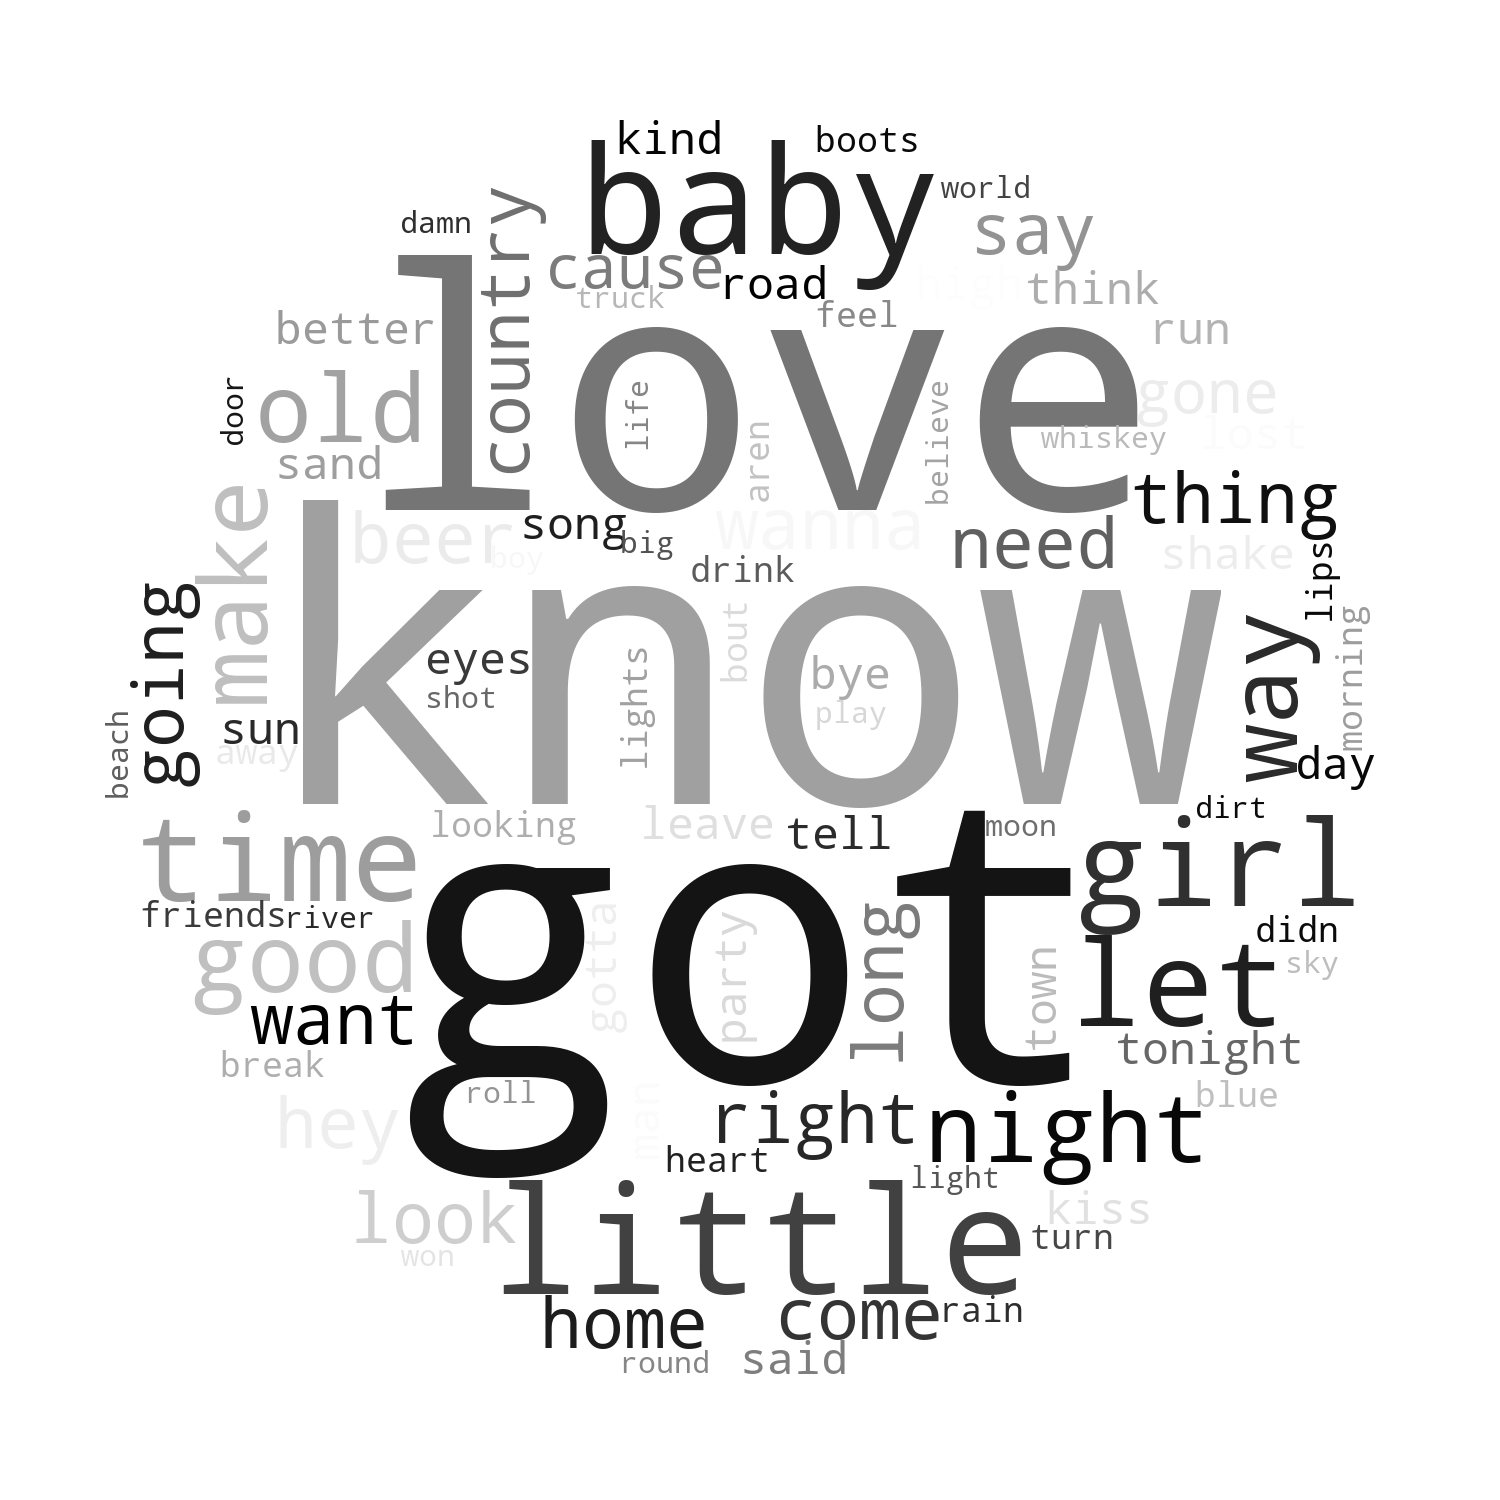 kind
boots
baby
world
damn
country
say
cause
road
high
think
truck
feel
better
run
love
door
old
life
believe
gone
whiskey
lost
sand
aren
thing
make
beer
song
wanna
need
shake
boy
big
drink
lips
know
going
eyes
lights
bout
bye
way
morning
shot
play
beach
sun
away
day
time
looking
leave
tell
moon
dirt
girl
got
friends
river
good
gotta
party
long
town
didn
let
sky
want
break
tonight
roll
blue
hey
man
right
night
heart
light
look
little
kiss
won
turn
home
come
rain
round
said